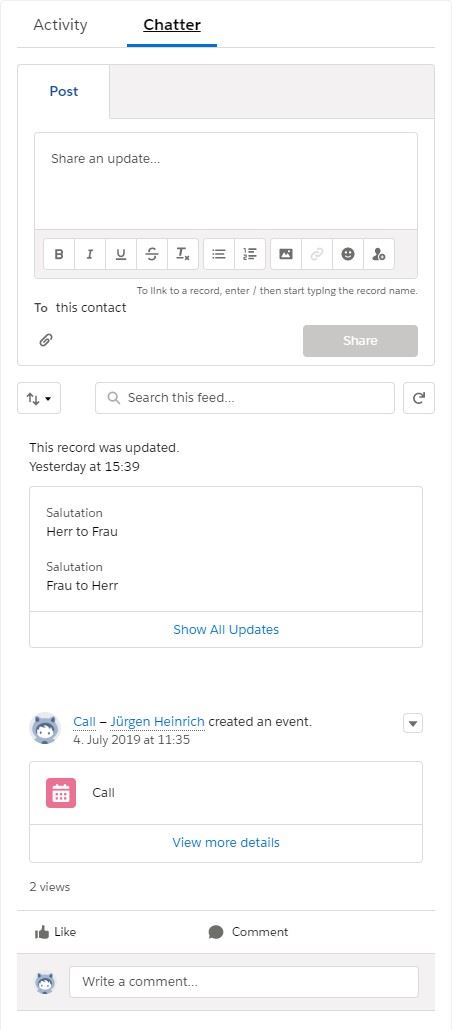 Activity Chatter
Post
Share an update...
B I U S Tx
To link to a record, enter / then start typing the record name.
To this contact
Share
Search this feed...
This record was updated.
Yesterday at 15:39
Salutation
Herr to Frau
Salutation
Frau to Herr
Show All Updates
Call – Jürgen Heinrich created an event.
4. July 2019 at 11:35
Call
View more details
2 views
Like Comment
Write a comment...